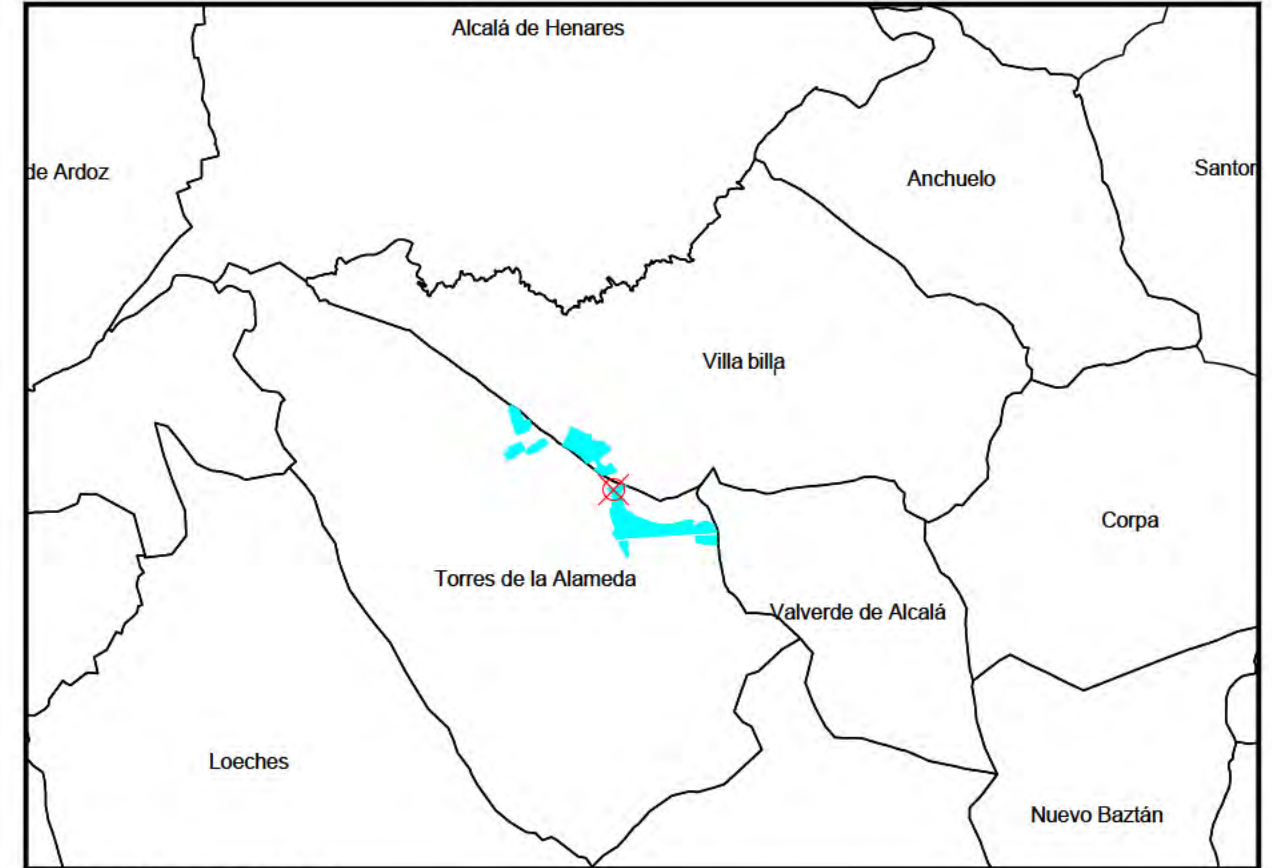 Alcalá de Henares
de Ardoz
Anchuelo
Santor
Villa billa
Corpa
Torres de la Alameda
Valverde de Alcalá
Loeches
Nuevo Baztán